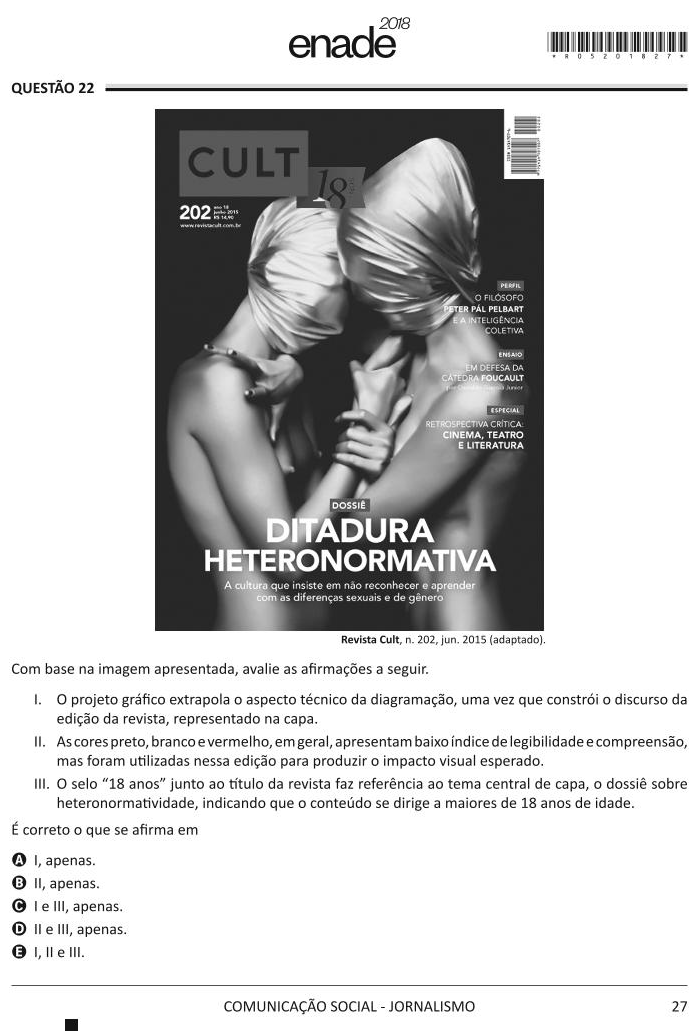 enade 2018
*R0520182 7*
QUESTÃO 22
CULT
18
202 ano 18
junho 2015
R$ 14,90
www.revistacult.com.br
PERFIL
O FILÓSOFO
PETER PÁL PELBART
E A INTELIGÊNCIA
COLETIVA
ENSAIO
EM DEFESA DA
CÁTEDRA FOUCAULT
ESPECIAL
RETROSPECTIVA CRÍTICA:
CINEMA, TEATRO
E LITERATURA
DOSSIÊ
DITADURA
HETERONORMATIVA
A cultura que insiste em não reconhecer e aprender
com as diferenças sexuais e de gênero
Revista Cult, n. 202, jun. 2015 (adaptado).
Com base na imagem apresentada, avalie as afirmações a seguir.
I. O projeto gráfico extrapola o aspecto técnico da diagramação, uma vez que constrói o discurso da
edição da revista, representado na capa.
II. As cores preto, branco e vermelho, em geral, apresentam baixo índice de legibilidade e compreensão,
mas foram utilizadas nessa edição para produzir o impacto visual esperado.
III. O selo “18 anos” junto ao título da revista faz referência ao tema central de capa, o dossiê sobre
heteronormatividade, indicando que o conteúdo se dirige a maiores de 18 anos de idade.
É correto o que se afirma em
A I, apenas.
B II, apenas.
C I e III, apenas.
D II e III, apenas.
E I, II e III.
COMUNICAÇÃO SOCIAL - JORNALISMO 27